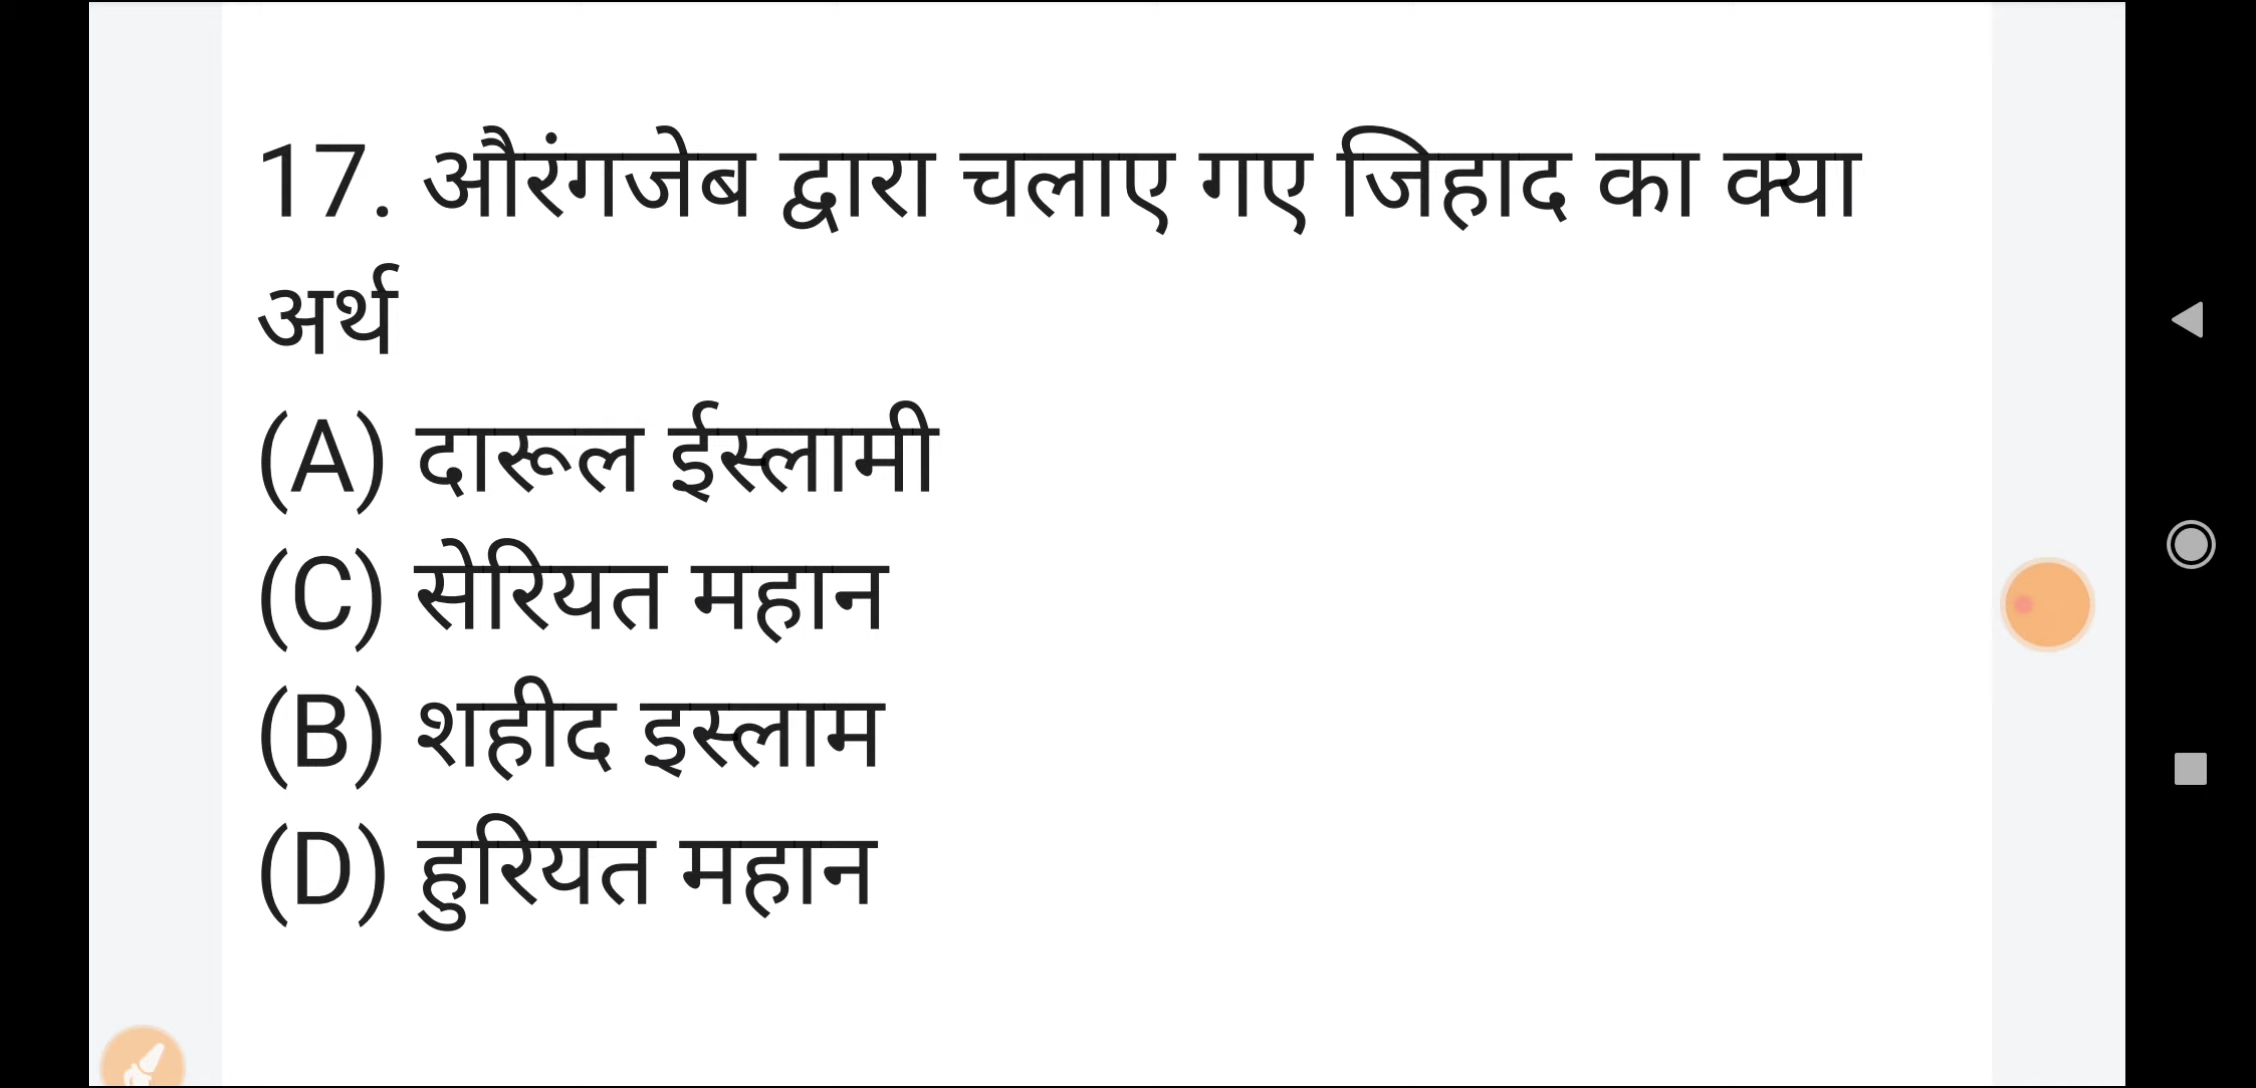 17. औरंगजेब द्वारा चलाए गए जिहाद का क्या
अर्थ
(A) दारूल ईस्लामी
(C) सेरियत महान
(B) शहीद इस्लाम
(D) हुरियत महान